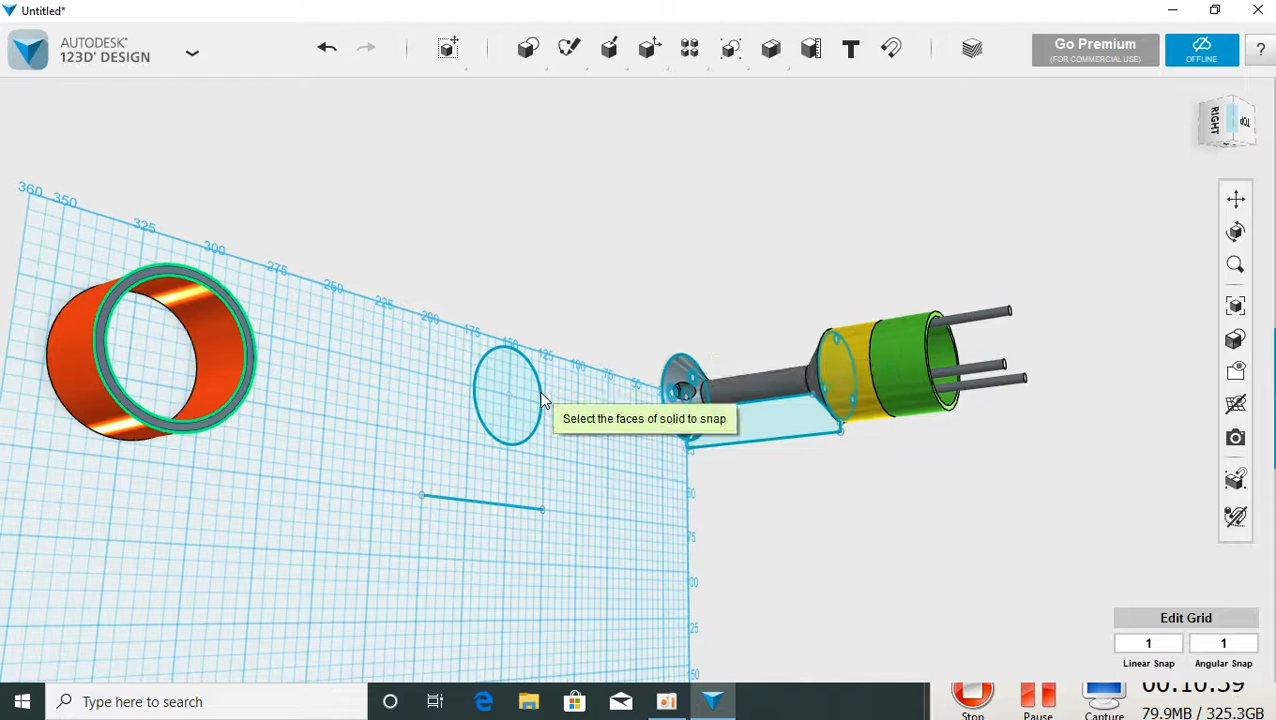 Untitled*
AUTODESK®
123D® DESIGN
Go Premium
(FOR COMMERCIAL USE)
OFFLINE
?
RIGHT
TOP
360
350
325
300
275
250
225
200
175
150
125
100
75
50
Select the faces of solid to snap
50
75
100
Edit Grid
1
1
Linear Snap
Angular Snap
Type here to search
00:10:39
Stop
Pause
Capture
79.9MB / 325.3GB